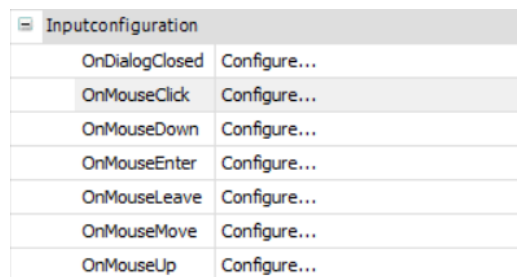 Inputconfiguration
OnDialogClosed Configure...
OnMouseClick Configure...
OnMouseDown Configure...
OnMouseEnter Configure...
OnMouseLeave Configure...
OnMouseMove Configure...
OnMouseUp Configure...